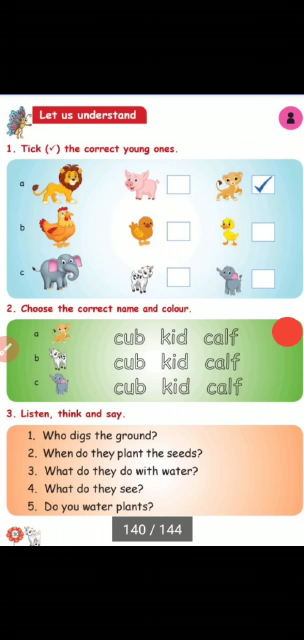 Let us understand
1. Tick (✓) the correct young ones.
a
b
c
2. Choose the correct name and colour.
a cub kid calf
b cub kid calf
c cub kid calf
3. Listen, think and say.
1. Who digs the ground?
2. When do they plant the seeds?
3. What do they do with water?
4. What do they see?
5. Do you water plants?
140 / 144